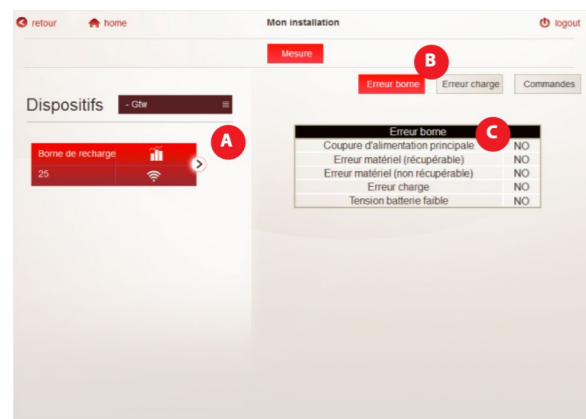 retour home Mon installation logout
Mesure
B
Erreur borne Erreur charge Commandes
Dispositifs - Gtw
A
Erreur borne C
Coupure d'alimentation principale NO
Erreur matériel (récupérable) NO
Erreur matériel (non récupérable) NO
Erreur charge NO
Tension batterie faible NO
Borne de recharge
25